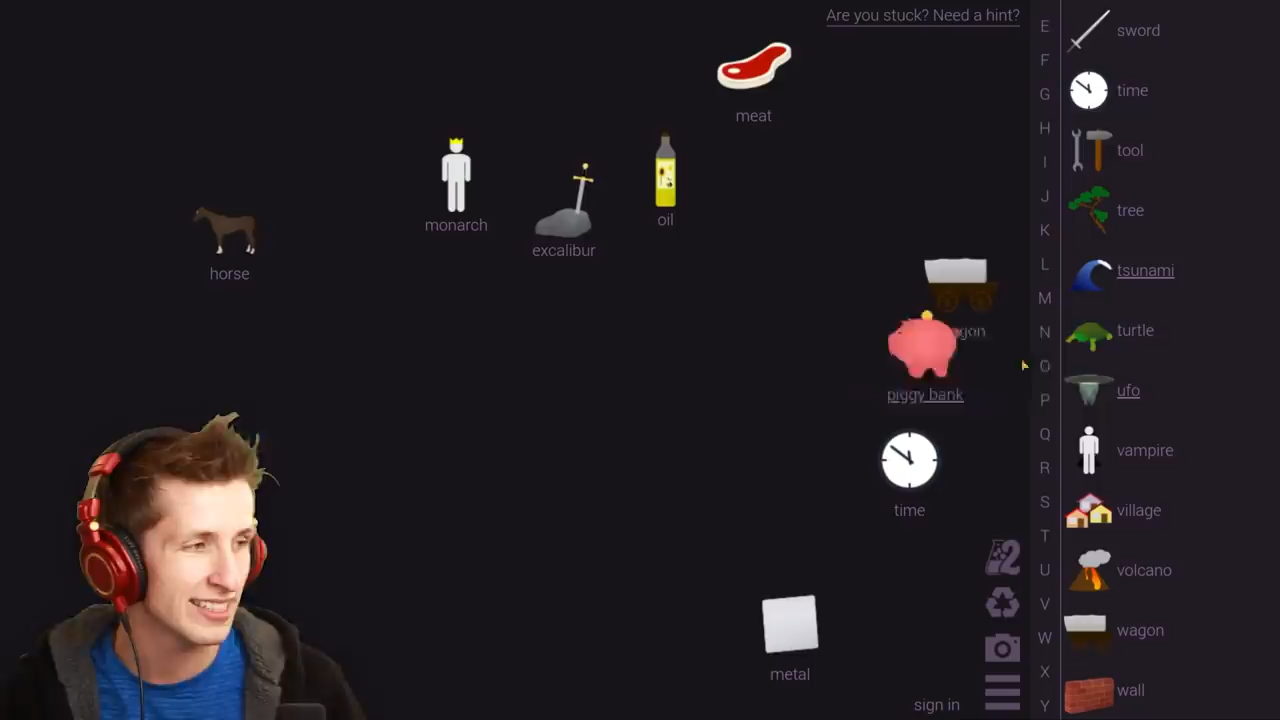 Are you stuck? Need a hint?
meat
monarch
excalibur
oil
horse
piggy bank
time
metal
sign in
2
E
F
G
H
I
J
K
L
M
N
O
P
Q
R
S
T
U
V
W
X
Y
sword
time
tool
tree
tsunami
turtle
ufo
vampire
village
volcano
wagon
wall